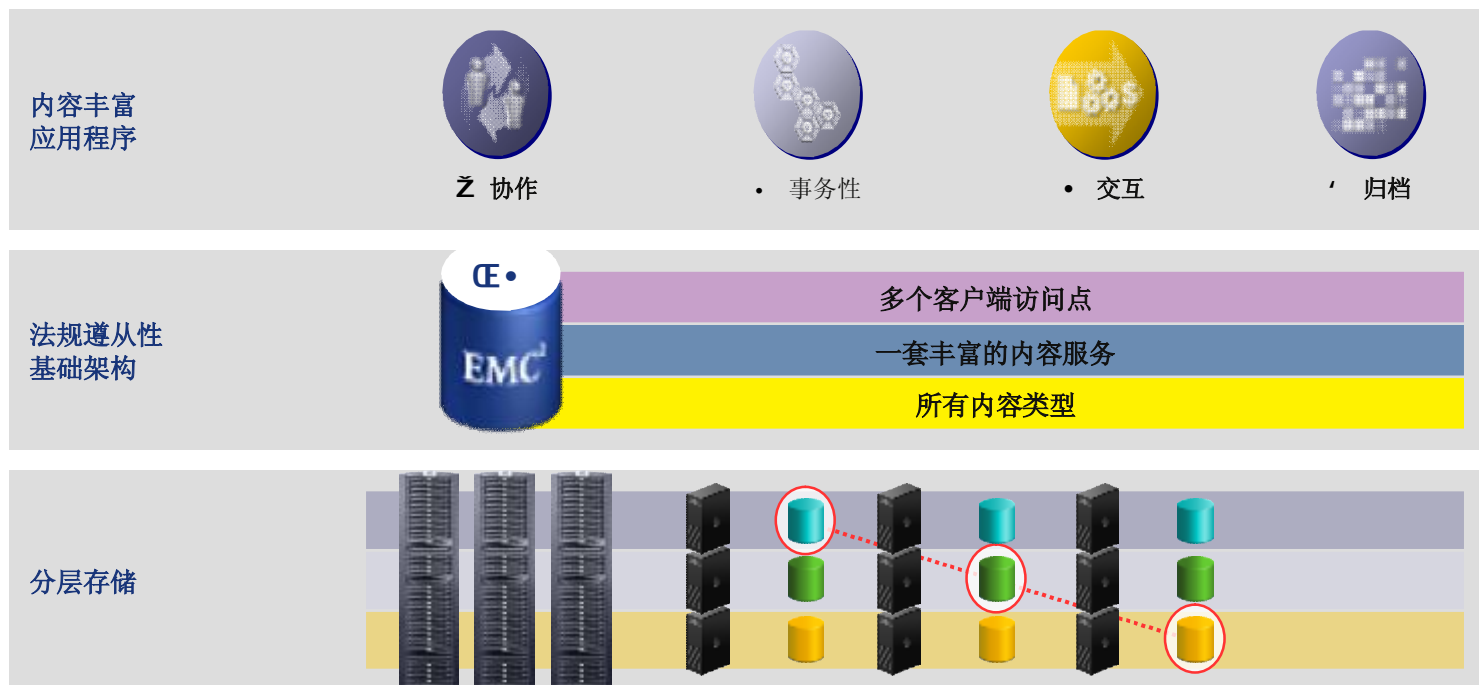 内容丰富
应用程序
Ž 协作
• 事务性
• 交互
‘ 归档
Œ •
EMC²
法规遵从性
基础架构
多个客户端访问点
一套丰富的内容服务
所有内容类型
分层存储